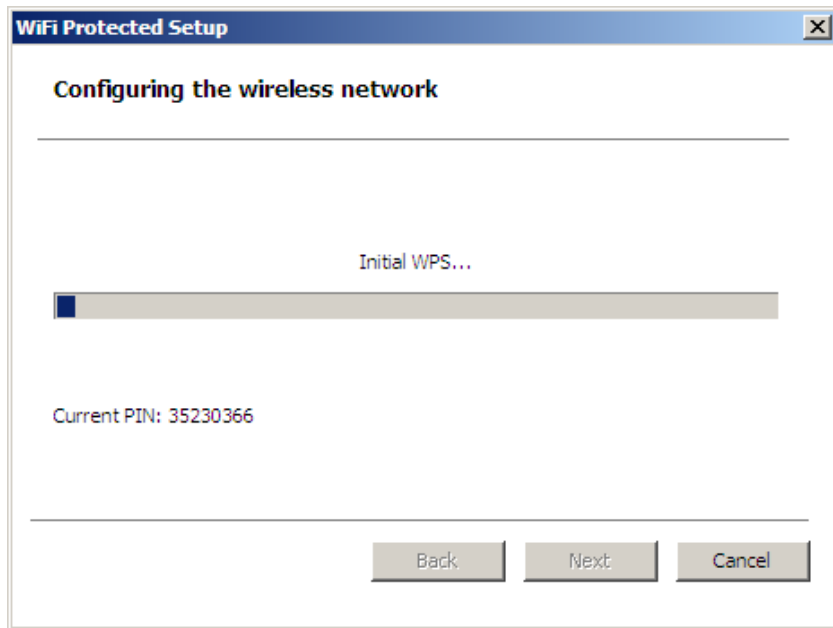 WiFi Protected Setup
Configuring the wireless network
Initial WPS...
Current PIN: 35230366
Back Next Cancel